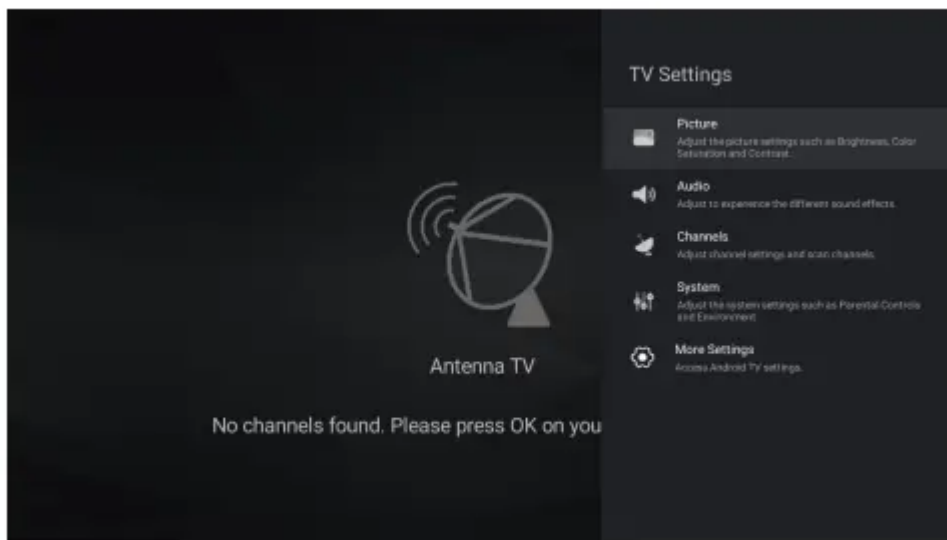 TV Settings
Picture
Adjust the picture settings such as Brightness, Color
Saturation and Contrast.
Audio
Adjust to experience the different sound effects.
Channels
Adjust channel settings and scan channels.
System
Adjust the system settings such as Parental Controls
and Environment.
More Settings
Access Android TV settings.
Antenna TV
No channels found. Please press OK on you